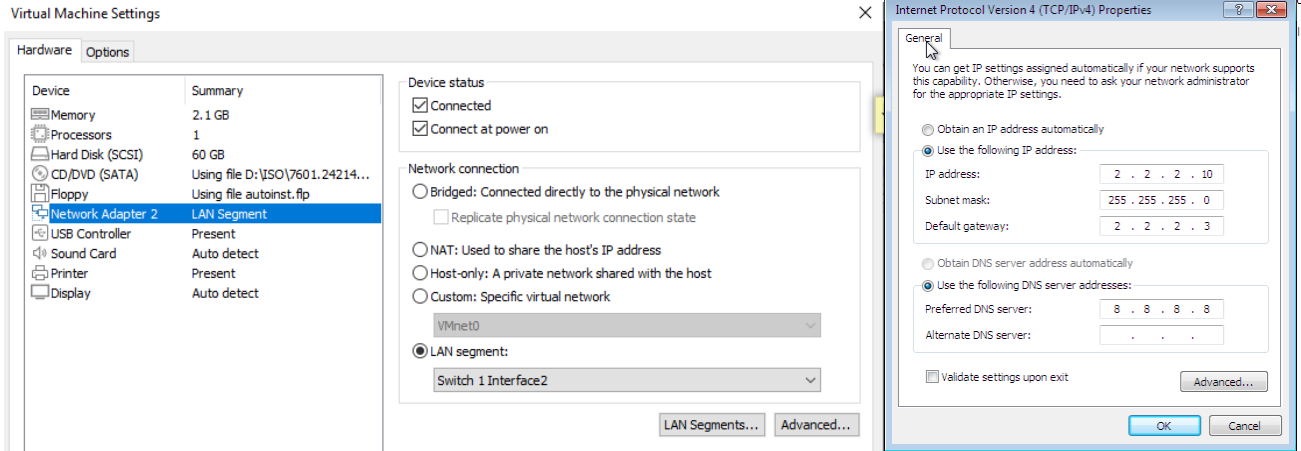 Virtual Machine Settings
Hardware Options
Device Summary
Memory 2.1 GB
Processors 1
Hard Disk (SCSI) 60 GB
CD/DVD (SATA) Using file D:\ISO\7601.24214...
Floppy Using file autoinst.flp
Network Adapter 2 LAN Segment
USB Controller Present
Sound Card Auto detect
Printer Present
Display Auto detect
Device status
Connected
Connect at power on
Network connection
Bridged: Connected directly to the physical network
Replicate physical network connection state
NAT: Used to share the host's IP address
Host-only: A private network shared with the host
Custom: Specific virtual network
VMnet0
LAN segment:
Switch 1 Interface2
LAN Segments... Advanced...
Internet Protocol Version 4 (TCP/IPv4) Properties
General
You can get IP settings assigned automatically if your network supports
this capability. Otherwise, you need to ask your network administrator
for the appropriate IP settings.
Obtain an IP address automatically
Use the following IP address:
IP address: 2 . 2 . 2 . 10
Subnet mask: 255 . 255 . 255 . 0
Default gateway: 2 . 2 . 2 . 3
Obtain DNS server address automatically
Use the following DNS server addresses:
Preferred DNS server: 8 . 8 . 8 . 8
Alternate DNS server: . . .
Validate settings upon exit
Advanced...
OK Cancel